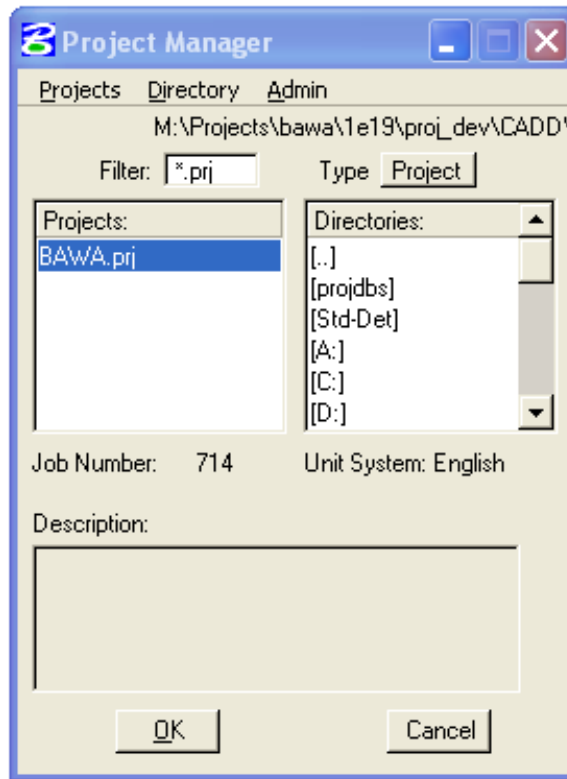 Project Manager
Projects Directory Admin
M:\Projects\bawa\1e19\proj_dev\CADD\
Filter: *.prj Type Project
Projects: Directories:
BAWA.prj [..]
[projdbs]
[Std-Det]
[A:]
[C:]
[D:]
Job Number: 714 Unit System: English
Description:
OK Cancel